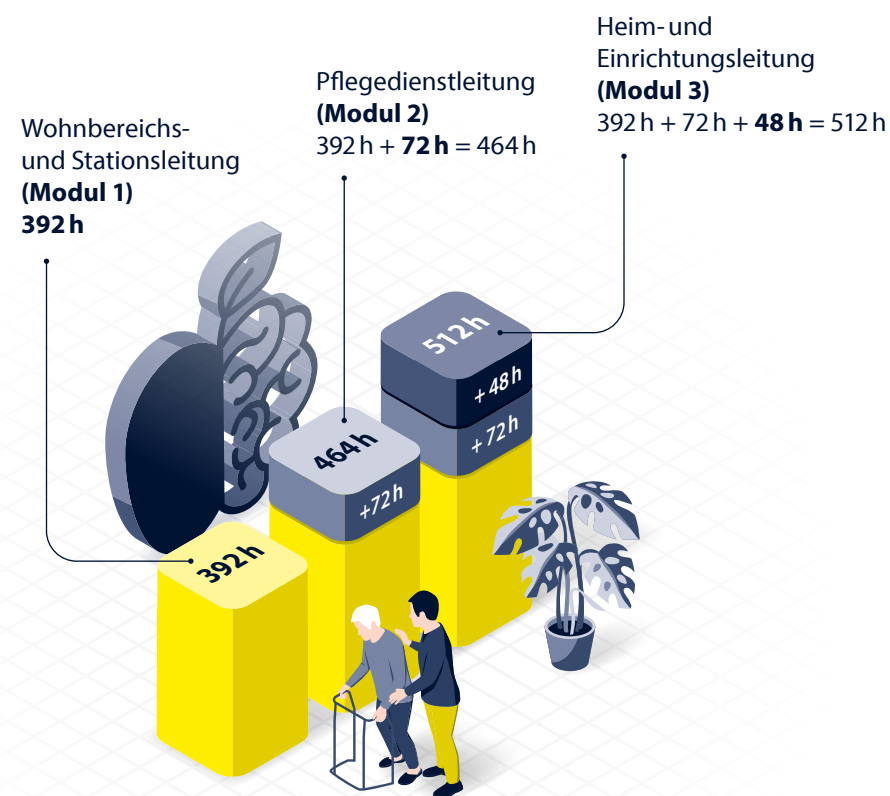 Wohnbereichs-
und Stationsleitung
(Modul 1)
392 h
Pflegedienstleitung
(Modul 2)
392 h + 72 h = 464 h
Heim- und
Einrichtungsleitung
(Modul 3)
392 h + 72 h + 48 h = 512 h
392 h
464 h
+72 h
512 h
+ 48 h
+ 72 h